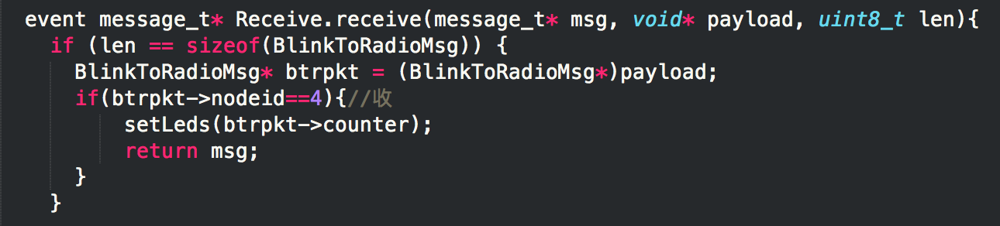 event message_t* Receive.receive(message_t* msg, void* payload, uint8_t len){
if (len == sizeof(BlinkToRadioMsg)) {
BlinkToRadioMsg* btrpkt = (BlinkToRadioMsg*)payload;
if(btrpkt->nodeid==4){//收
setLeds(btrpkt->counter);
return msg;
}
}